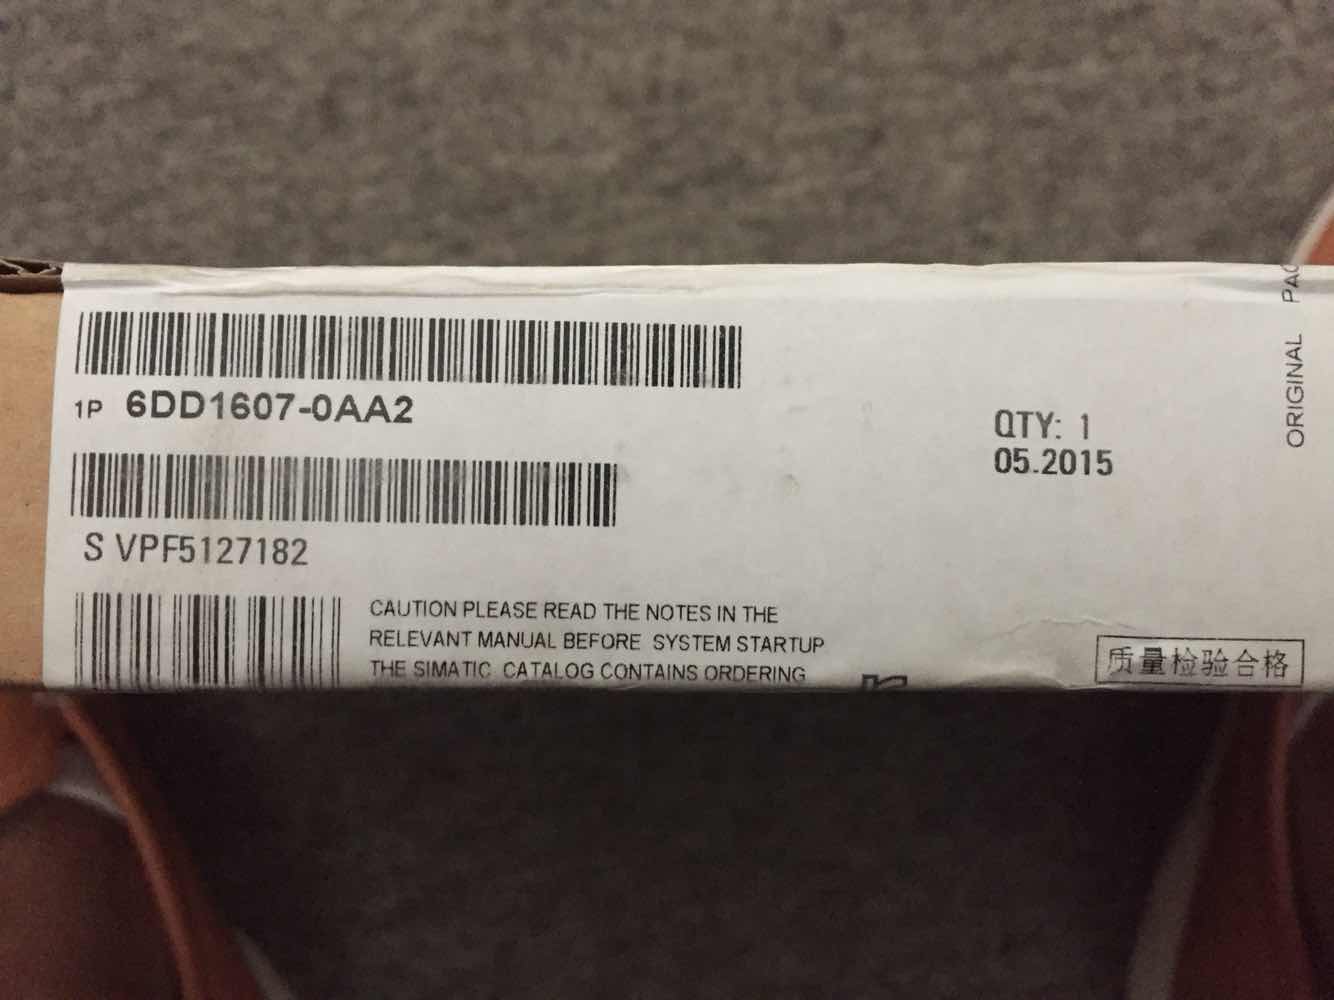 1P 6DD1607-0AA2
QTY: 1
05.2015
S VPF5127182
CAUTION PLEASE READ THE NOTES IN THE
RELEVANT MANUAL BEFORE SYSTEM STARTUP
THE SIMATIC CATALOG CONTAINS ORDERING
质量检验合格
ORIGINAL